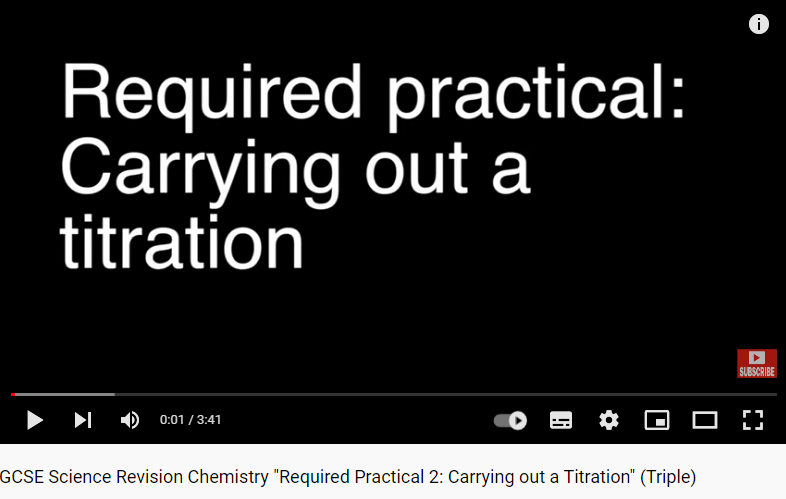 Required practical:
Carrying out a
titration
SUBSCRIBE
0:01 / 3:41
GCSE Science Revision Chemistry "Required Practical 2: Carrying out a Titration" (Triple)